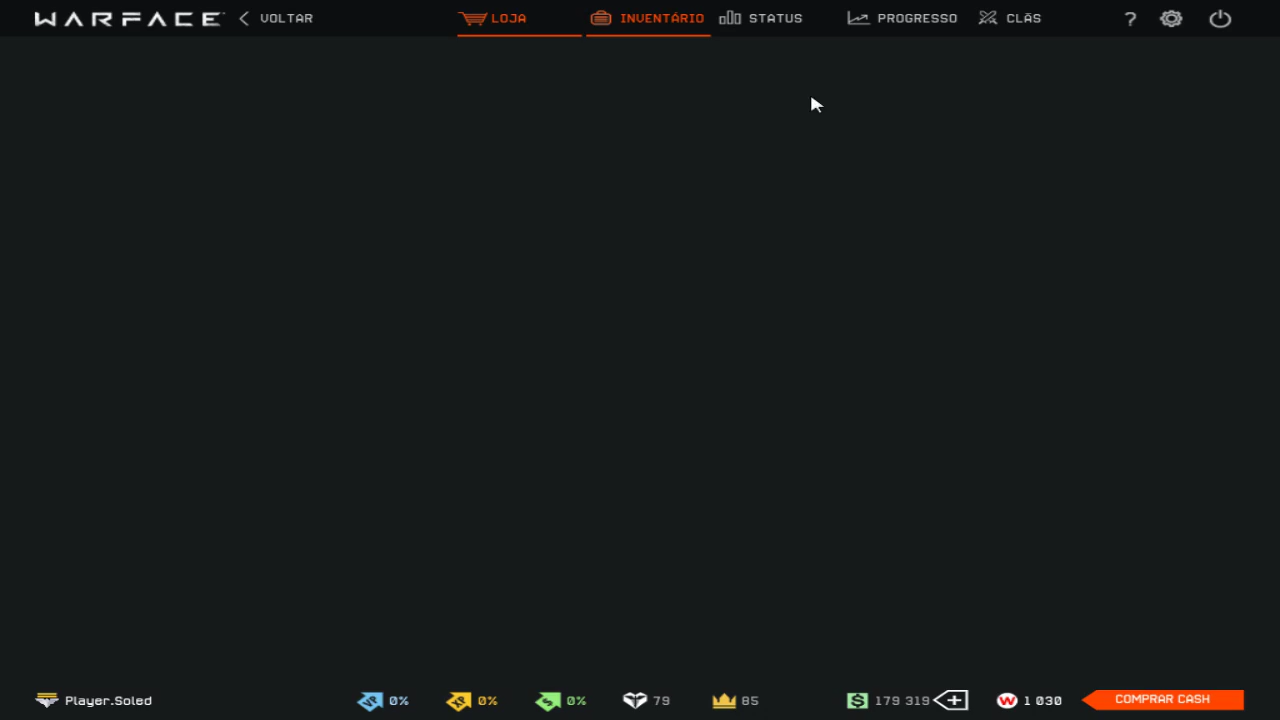 WARFACE VOLTAR LOJA INVENTÁRIO STATUS PROGRESSO CLÃS ?
Player.Soled 0% 0% 0% 79 85 $ 179 319 + W 1 030 COMPRAR CASH